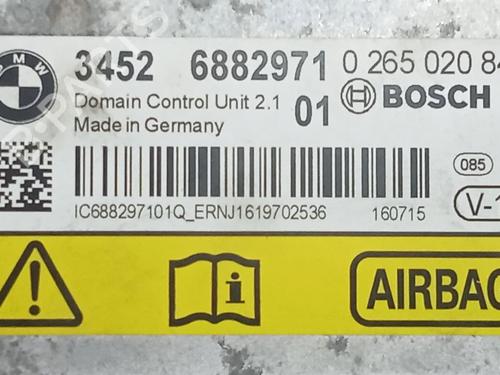 BMW
3452 6882971 0 265 020 84
Domain Control Unit 2.1 01 BOSCH
Made in Germany
085
IC688297101Q_ERNJ1619702536 160715
V-1
AIRBAG